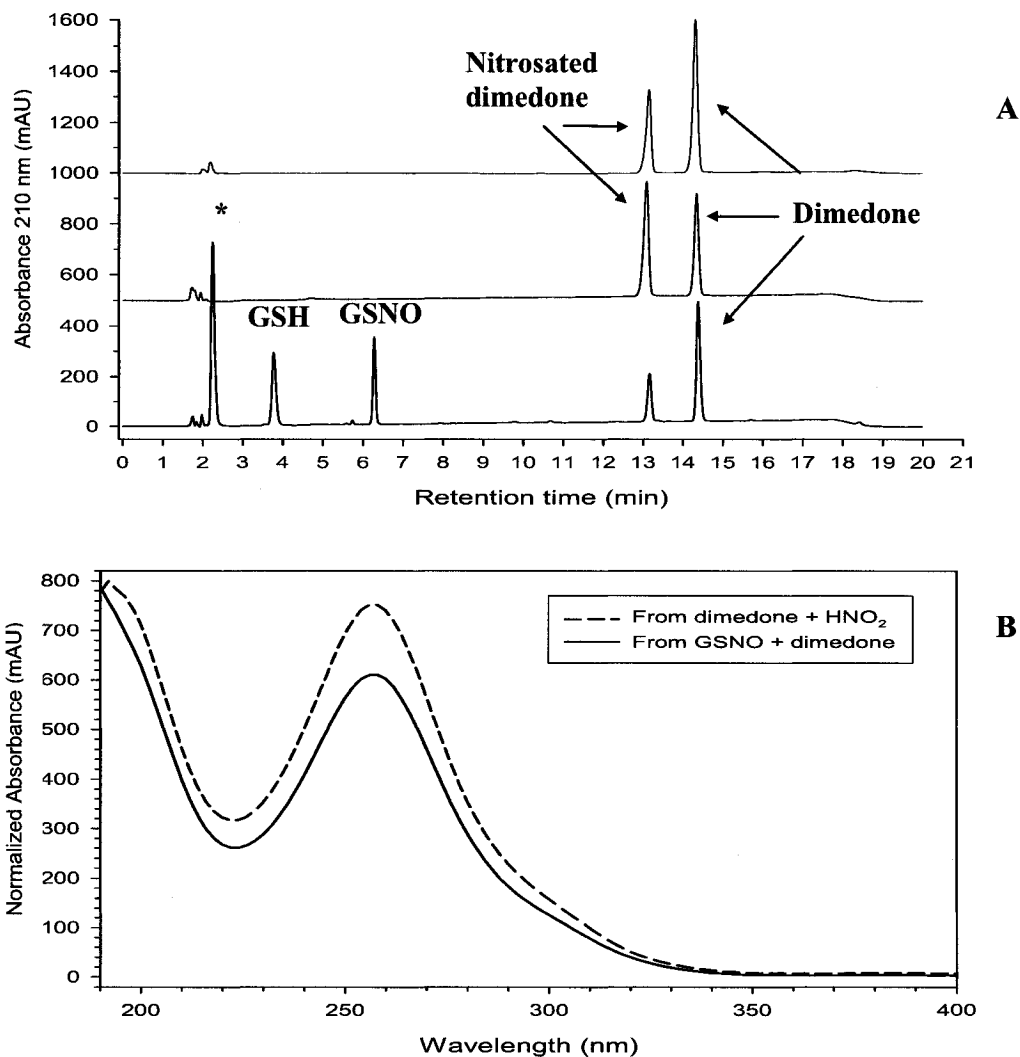 1600
1400
1200
1000
800
600
400
200
0
Absorbance 210 nm (mAU)
Nitrosated
dimedone
A
*
Dimedone
GSH
GSNO
0 1 2 3 4 5 6 7 8 9 10 11 12 13 14 15 16 17 18 19 20 21
Retention time (min)
800
700
600
500
400
300
200
100
0
Normalized Absorbance (mAU)
From dimedone + HNO₂
From GSNO + dimedone
B
200 250 300 350 400
Wavelength (nm)